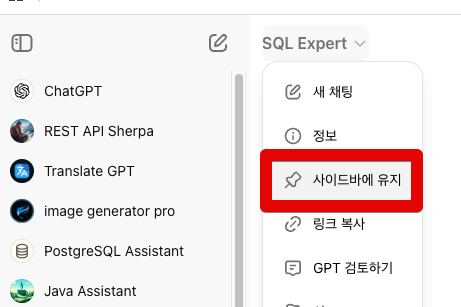 SQL Expert
ChatGPT
REST API Sherpa
Translate GPT
image generator pro
PostgreSQL Assistant
Java Assistant
새 채팅
정보
사이드바에 유지
링크 복사
GPT 검토하기